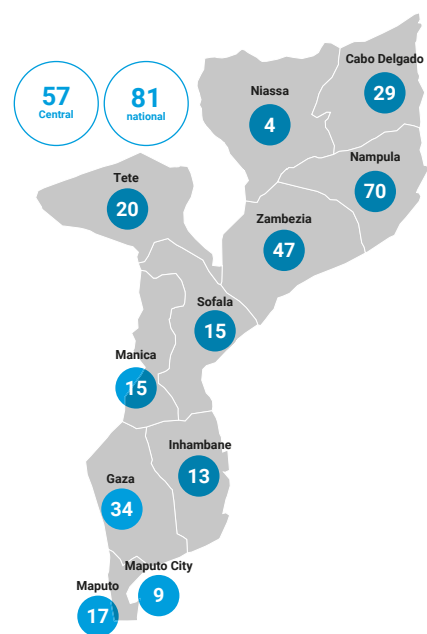 57
Central
81
national
Cabo Delgado
29
Niassa
4
Nampula
70
Tete
20
Zambezia
47
Sofala
15
Manica
15
Inhambane
13
Gaza
34
Maputo City
9
Maputo
17